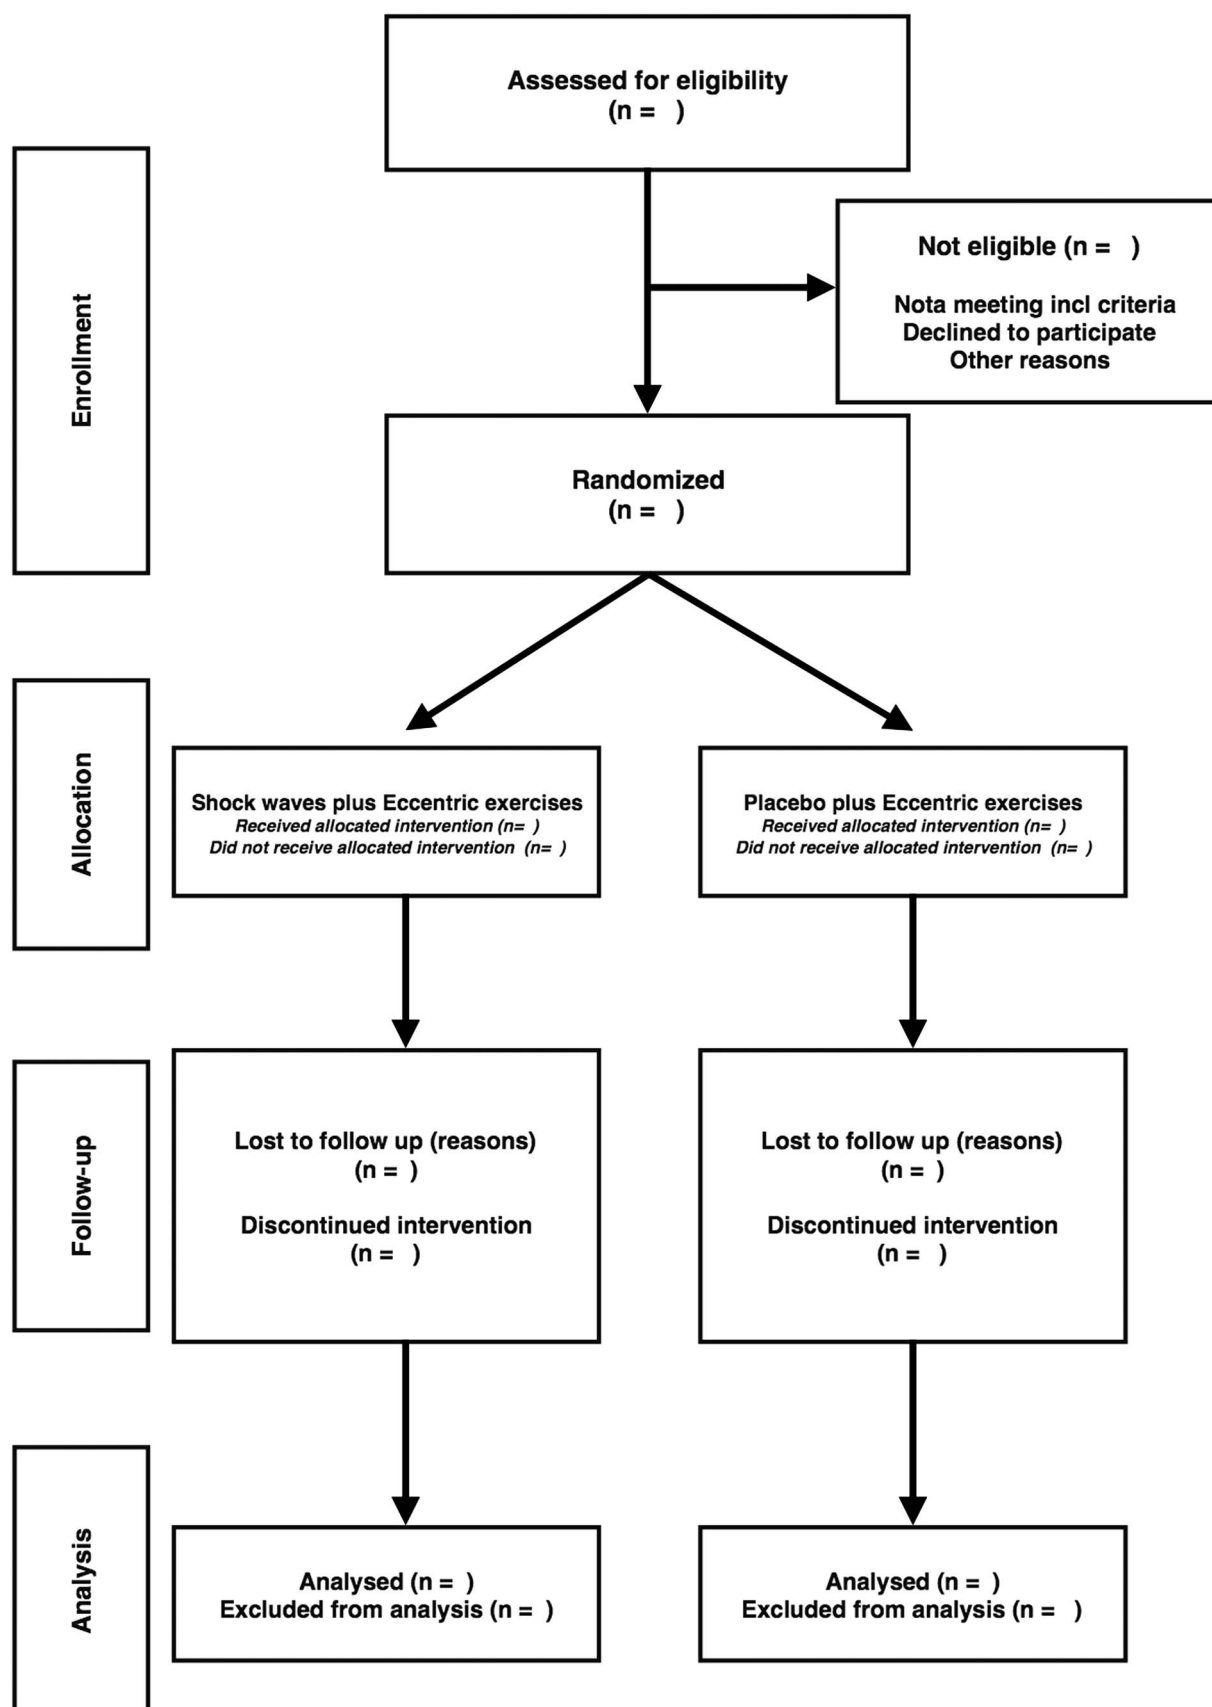 Assessed for eligibility
(n =   )
Enrollment
Not eligible (n =   )
Nota meeting incl criteria
Declined to participate
Other reasons
Randomized
(n =   )
Allocation
Shock waves plus Eccentric exercises
Received allocated intervention (n=  )
Did not receive allocated intervention  (n=  )
Placebo plus Eccentric exercises
Received allocated intervention (n=  )
Did not receive allocated intervention  (n=  )
Follow-up
Lost to follow up (reasons)
(n =  )
Discontinued intervention
(n =   )
Lost to follow up (reasons)
(n =  )
Discontinued intervention
(n =   )
Analysis
Analysed (n =  )
Excluded from analysis (n =  )
Analysed (n =  )
Excluded from analysis (n =   )